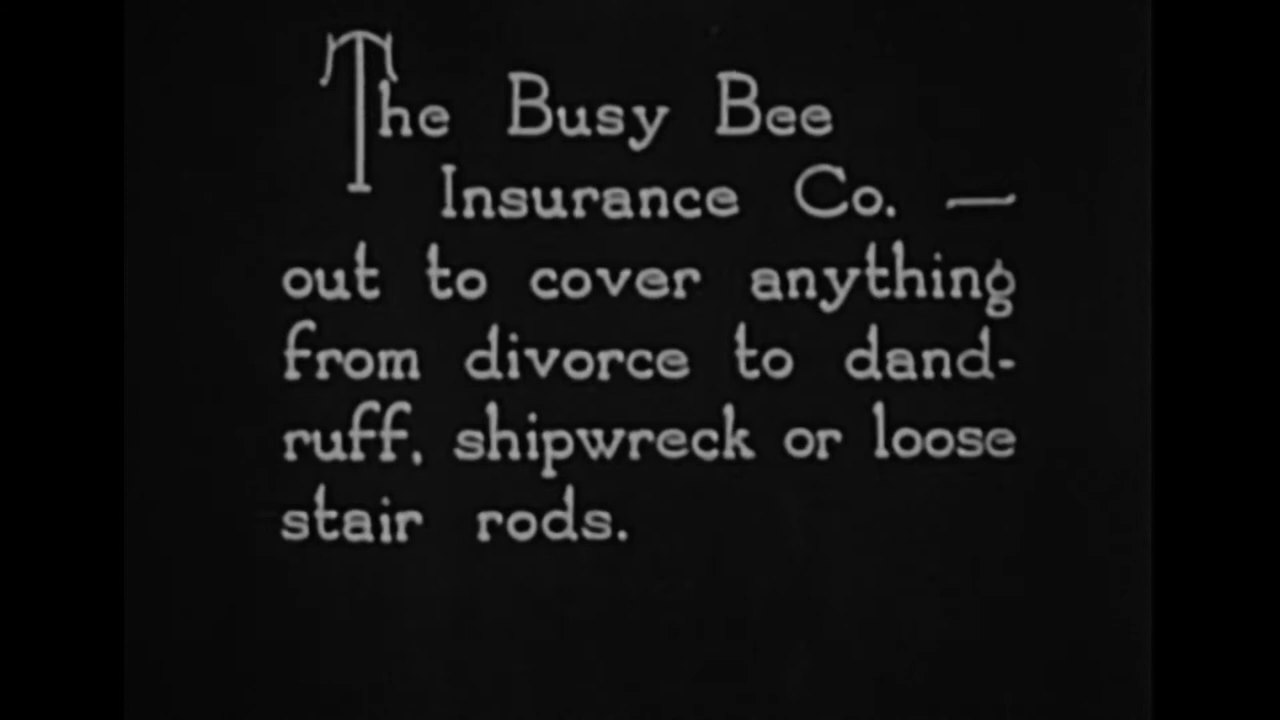 The Busy Bee
Insurance Co. —
out to cover anything
from divorce to dand-
ruff, shipwreck or loose
stair rods.